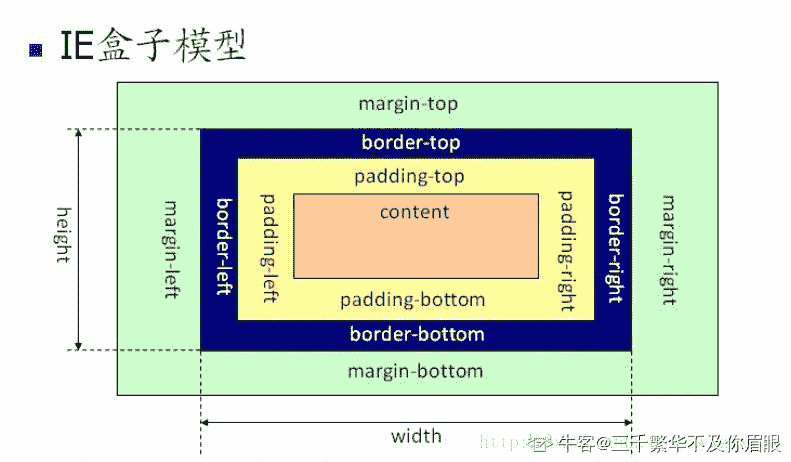 IE盒子模型
margin-top
border-top
padding-top
content
height
margin-left
border-left
padding-left
padding-right
border-right
margin-right
padding-bottom
border-bottom
margin-bottom
width
牛客@三千繁华不及你眉眼